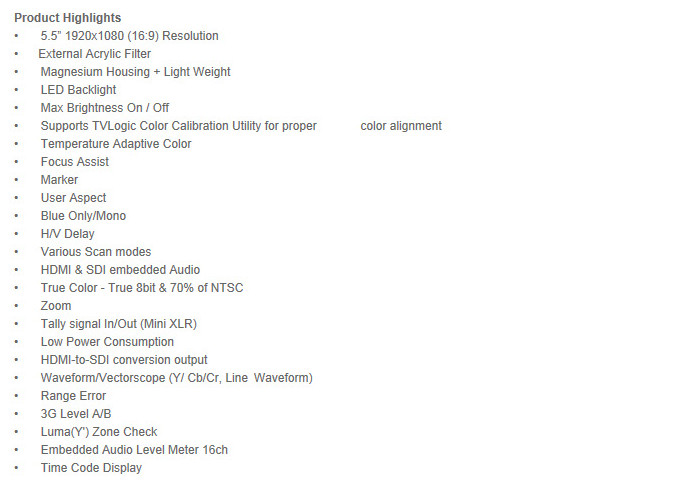 Product Highlights
• 5.5” 1920x1080 (16:9) Resolution
• External Acrylic Filter
• Magnesium Housing + Light Weight
• LED Backlight
• Max Brightness On / Off
• Supports TVLogic Color Calibration Utility for proper color alignment
• Temperature Adaptive Color
• Focus Assist
• Marker
• User Aspect
• Blue Only/Mono
• H/V Delay
• Various Scan modes
• HDMI & SDI embedded Audio
• True Color - True 8bit & 70% of NTSC
• Zoom
• Tally signal In/Out (Mini XLR)
• Low Power Consumption
• HDMI-to-SDI conversion output
• Waveform/Vectorscope (Y/ Cb/Cr, Line Waveform)
• Range Error
• 3G Level A/B
• Luma(Y') Zone Check
• Embedded Audio Level Meter 16ch
• Time Code Display